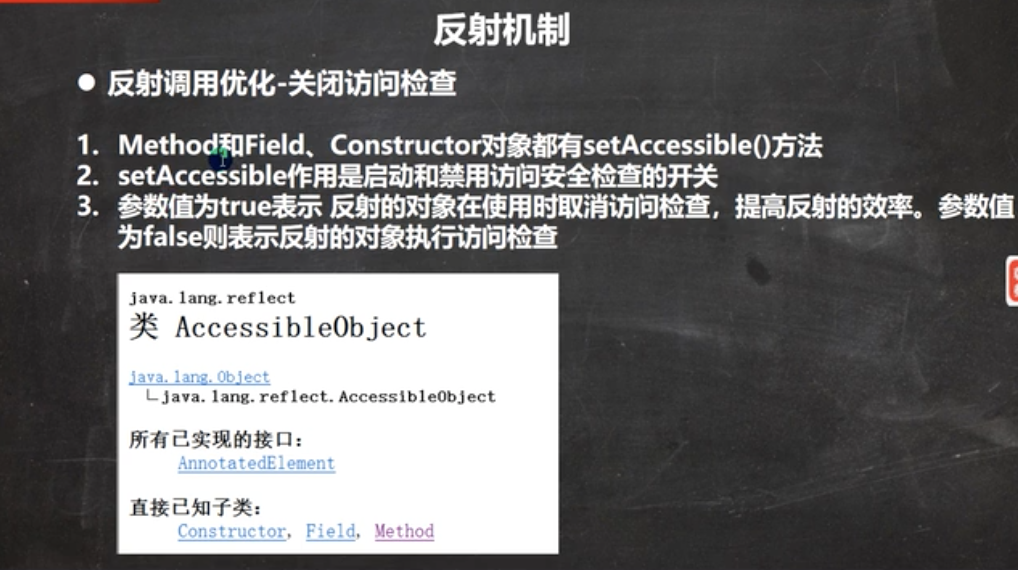 反射机制
● 反射调用优化-关闭访问检查
1. Method和Field、Constructor对象都有setAccessible()方法
2. setAccessible作用是启动和禁用访问安全检查的开关
3. 参数值为true表示 反射的对象在使用时取消访问检查，提高反射的效率。参数值
为false则表示反射的对象执行访问检查
java.lang.reflect
类 AccessibleObject
java.lang.Object
└java.lang.reflect.AccessibleObject
所有已实现的接口：
AnnotatedElement
直接已知子类：
Constructor, Field, Method